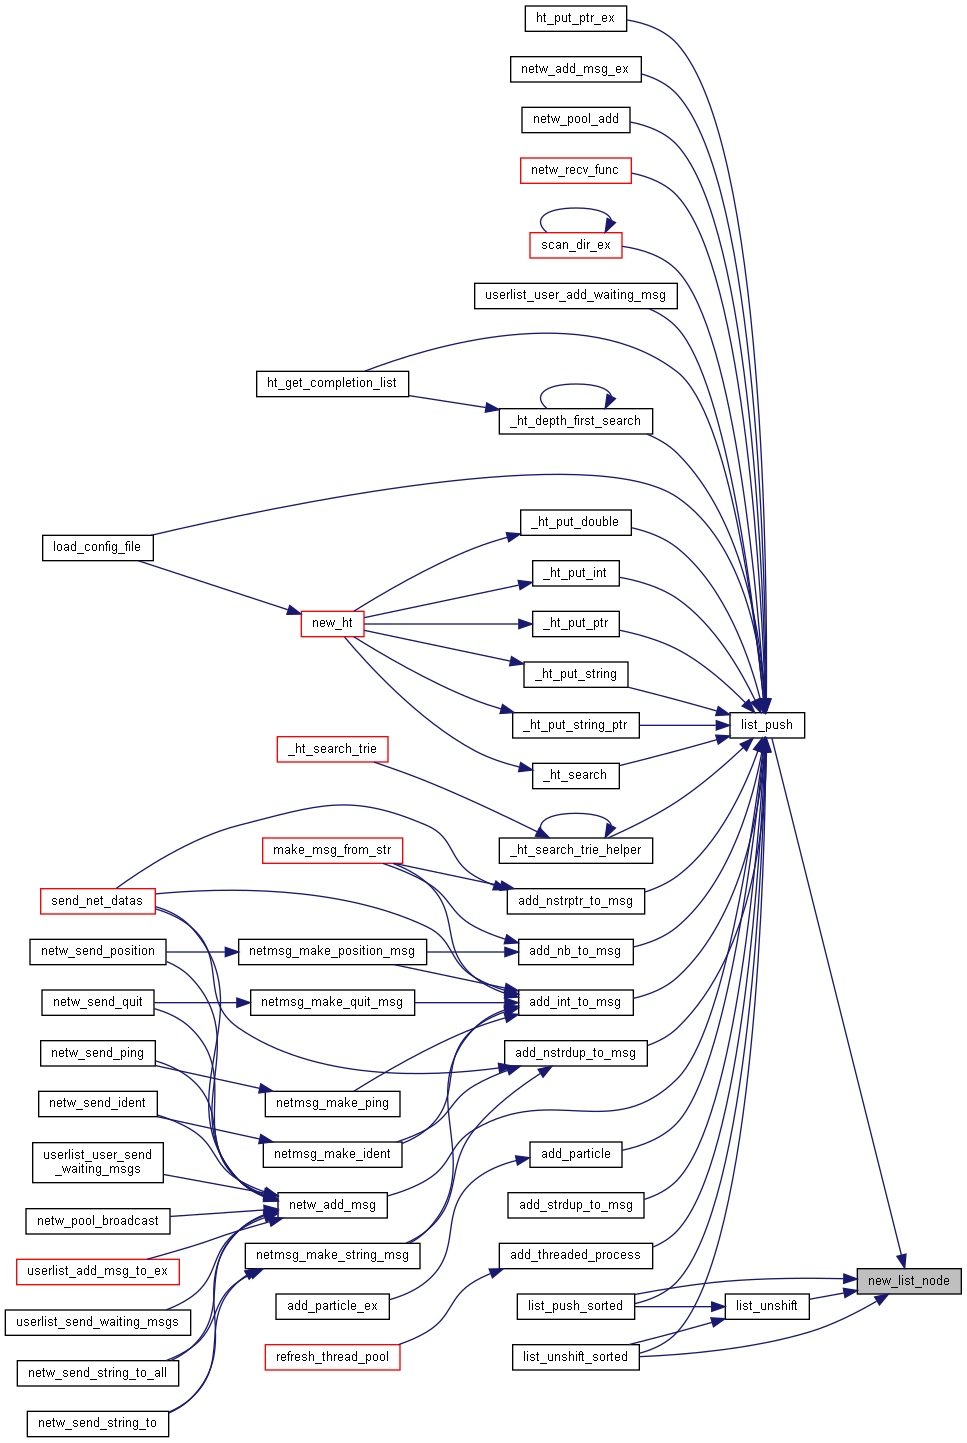 ht_put_ptr_ex
netw_add_msg_ex
netw_pool_add
netw_recv_func
scan_dir_ex
userlist_user_add_waiting_msg
ht_get_completion_list
_ht_depth_first_search
_ht_put_double
load_config_file
_ht_put_int
new_ht
_ht_put_ptr
_ht_put_string
_ht_put_string_ptr
list_push
_ht_search_trie
_ht_search
make_msg_from_str
_ht_search_trie_helper
send_net_datas
add_nstrptr_to_msg
netw_send_position
netmsg_make_position_msg
add_nb_to_msg
netw_send_quit
netmsg_make_quit_msg
add_int_to_msg
netw_send_ping
add_nstrdup_to_msg
netw_send_ident
netmsg_make_ping
userlist_user_send
_waiting_msgs
netmsg_make_ident
add_particle
netw_pool_broadcast
netw_add_msg
add_strdup_to_msg
userlist_add_msg_to_ex
netmsg_make_string_msg
add_threaded_process
new_list_node
userlist_send_waiting_msgs
add_particle_ex
list_push_sorted
list_unshift
netw_send_string_to_all
refresh_thread_pool
list_unshift_sorted
netw_send_string_to